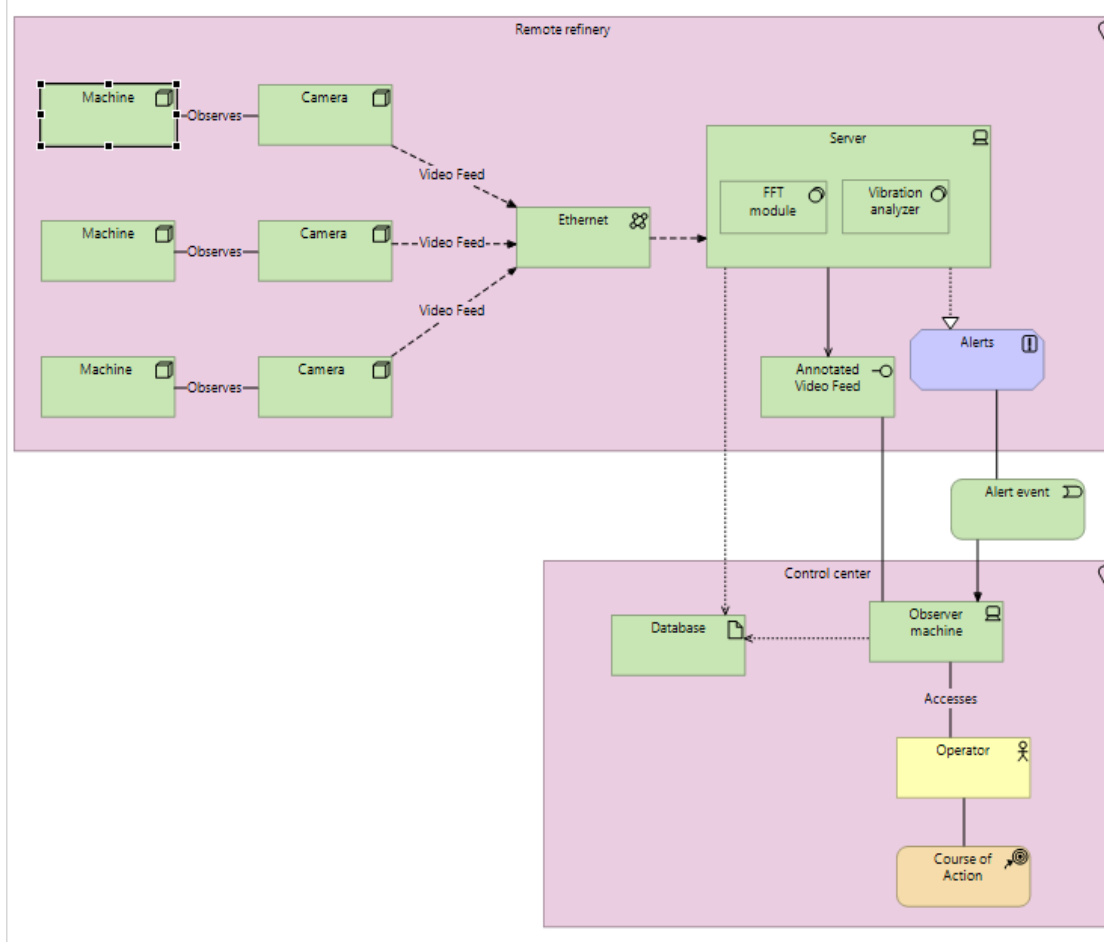 Remote refinery
Machine
Observes
Camera
Video Feed
Server
FFT
module
Vibration
analyzer
Machine
Observes
Camera
Video Feed
Ethernet
Video Feed
Machine
Observes
Camera
Annotated
Video Feed
Alerts
Alert event
Control center
Database
Observer
machine
Accesses
Operator
Course of
Action